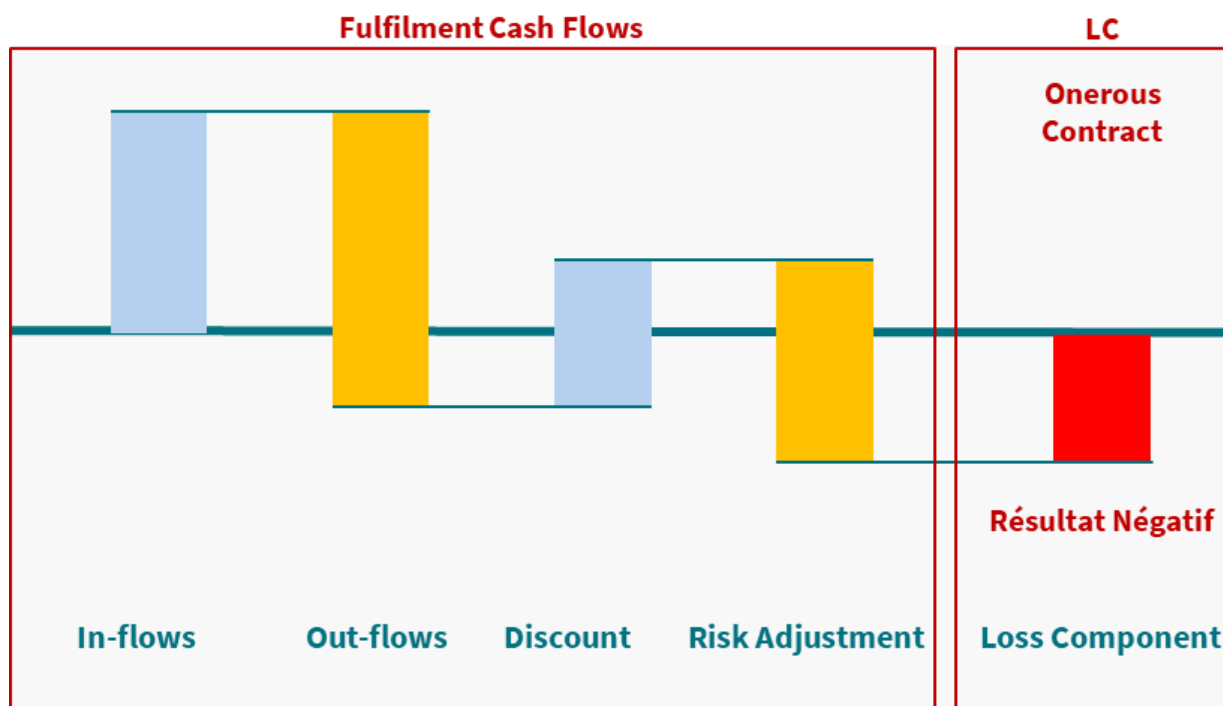 Fulfilment Cash Flows
LC
Onerous
Contract
Résultat Négatif
In-flows
Out-flows
Discount
Risk Adjustment
Loss Component